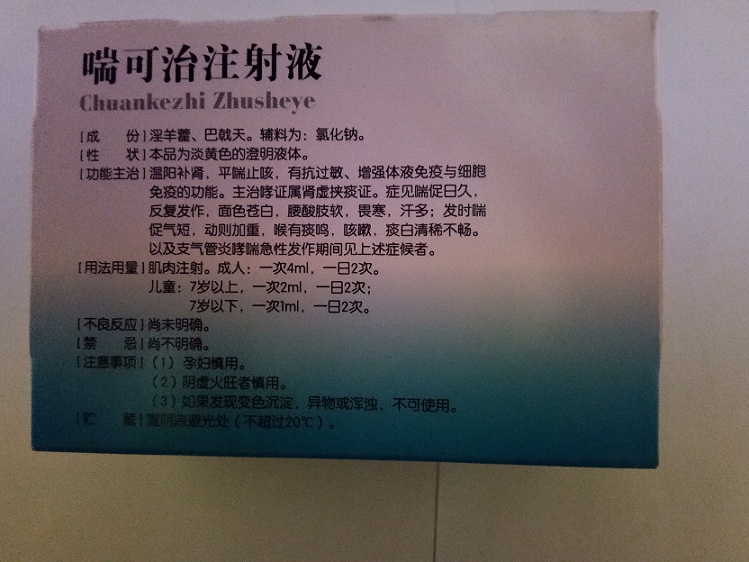 喘可治注射液
Chuankezhi Zhusheye
[成　份]淫羊藿、巴戟天。辅料为：氯化钠。
[性　状]本品为淡黄色的澄明液体。
[功能主治]温阳补肾，平喘止咳，有抗过敏、增强体液免疫与细胞
免疫的功能。主治哮证属肾虚挟痰证。症见喘促日久，
反复发作，面色苍白，腰酸肢软，畏寒，汗多；发时喘
促气短，动则加重，喉有痰鸣，咳嗽，痰白清稀不畅。
以及支气管炎哮喘急性发作期间见上述症候者。
[用法用量]肌肉注射。成人：一次4ml，一日2次。
儿童：7岁以上，一次2ml，一日2次；
7岁以下，一次1ml，一日2次。
[不良反应]尚未明确。
[禁　忌]尚不明确。
[注意事项]（1）孕妇慎用。
（2）阴虚火旺者慎用。
（3）如果发现变色沉淀，异物或浑浊，不可使用。
[贮　藏]置阴凉避光处（不超过20℃）。